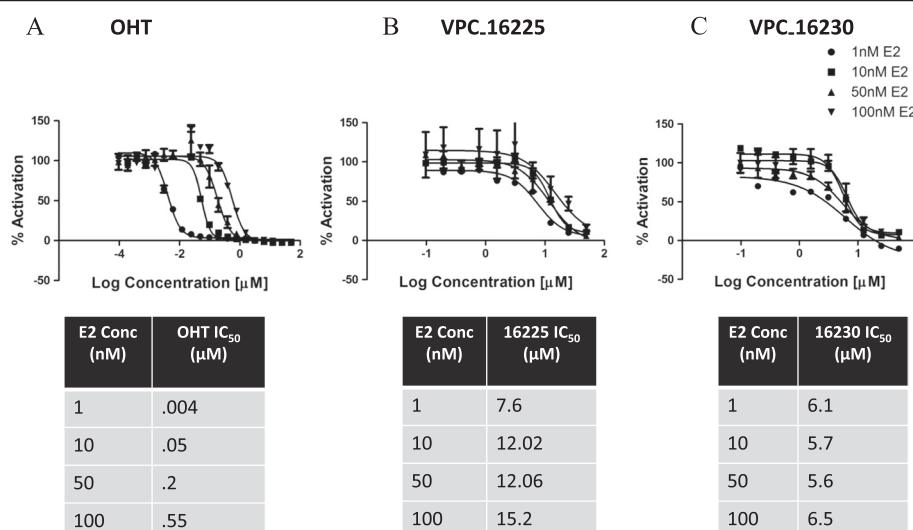 A OHT
B VPC_16225
C VPC_16230
1nM E2
10nM E2
50nM E2
100nM E2
150
100
50
0
-50
% Activation
-4 -2 0 2
Log Concentration [µM]
150
100
50
0
-50
% Activation
-1 0 1 2
Log Concentration [µM]
150
100
50
0
-50
% Activation
-1 0 1
Log Concentration [µM]
E2 Conc (nM) OHT IC50 (µM)
1 .004
10 .05
50 .2
100 .55
E2 Conc (nM) 16225 IC50 (µM)
1 7.6
10 12.02
50 12.06
100 15.2
E2 Conc (nM) 16230 IC50 (µM)
1 6.1
10 5.7
50 5.6
100 6.5